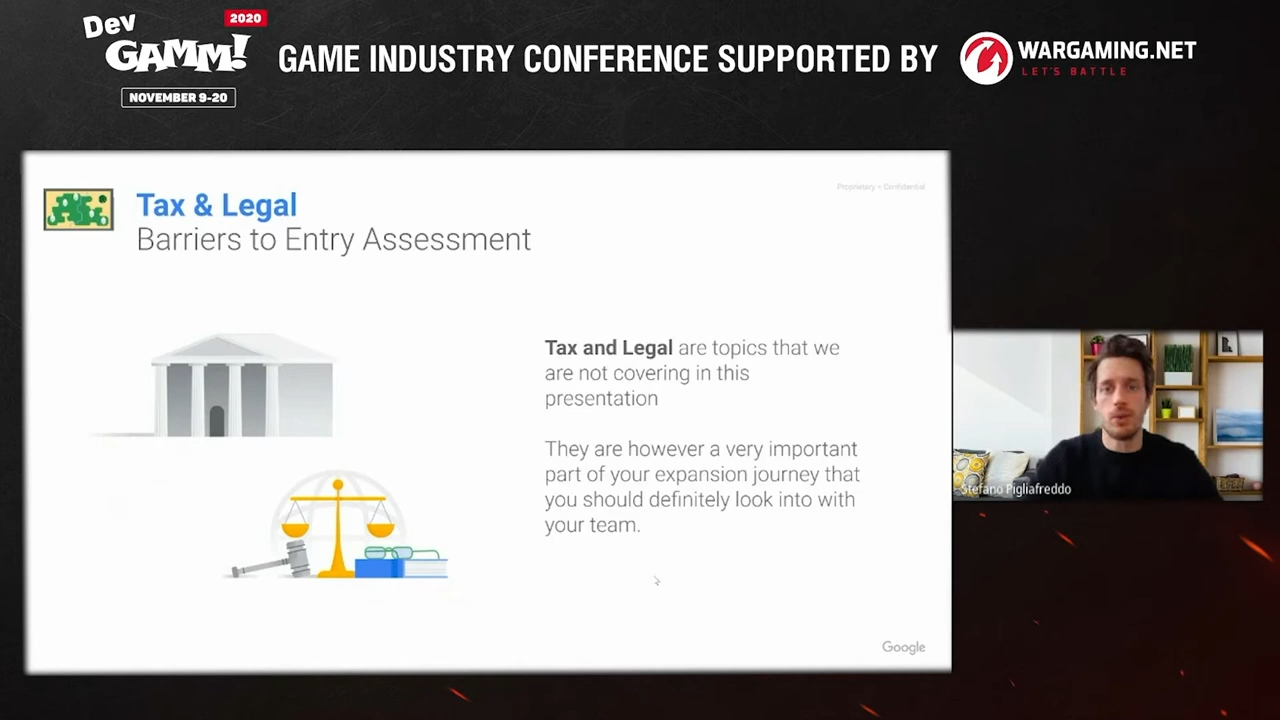 Dev
2020
GAMM!
NOVEMBER 9-20
GAME INDUSTRY CONFERENCE SUPPORTED BY
WARGAMING.NET
LET'S BATTLE
Proprietary + Confidential
Tax & Legal
Barriers to Entry Assessment
Tax and Legal are topics that we
are not covering in this
presentation
They are however a very important
part of your expansion journey that
you should definitely look into with
your team.
Google
Stefano Pigliafreddo